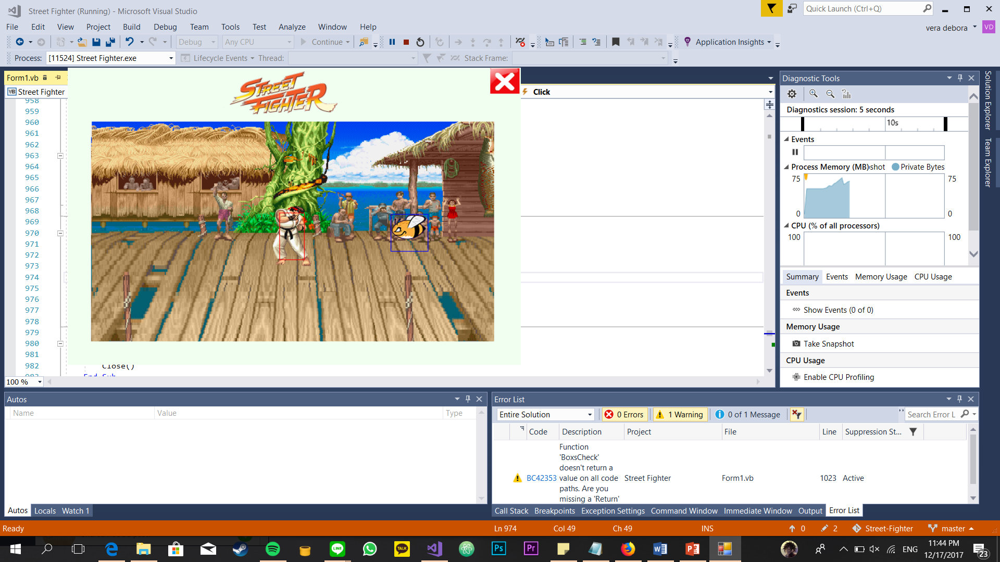 Street Fighter (Running) - Microsoft Visual Studio
Quick Launch (Ctrl+Q)
File Edit View Project Build Debug Team Tools Test Analyze Window Help
vera debora VD
Debug Any CPU Continue Application Insights
Process: [11524] Street Fighter.exe Lifecycle Events Thread: Stack Frame:
Form1.vb
VB Street Fighter
Click
STREET
FIGHTER
958
959
960
961
962
963
964
965
966
967
968
969
970
971
972
973
974
975
976
977
978
979
980
981
982 Close()
983 End Sub
100 %
Diagnostic Tools
Diagnostics session: 5 seconds
10s
Events
Process Memory (MB) shot Private Bytes
75 75
0 0
CPU (% of all processors)
100 100
Summary Events Memory Usage CPU Usage
Events
Show Events (0 of 0)
Memory Usage
Take Snapshot
CPU Usage
Enable CPU Profiling
Solution Explorer
Team Explorer
Autos
Name Value Type
Autos Locals Watch 1
Error List
Entire Solution 0 Errors 1 Warning 0 of 1 Message Search Error L
Code Description Project File Line Suppression St...
Function
'BoxsCheck'
doesn't return a
BC42353 value on all code Street Fighter Form1.vb 1023 Active
paths. Are you
missing a 'Return'
Call Stack Breakpoints Exception Settings Command Window Immediate Window Output Error List
Ready Ln 974 Col 49 Ch 49 INS 0 2 Street-Fighter master
LINE TALK Ps Pr ENG 11:44 PM
12/17/2017 23